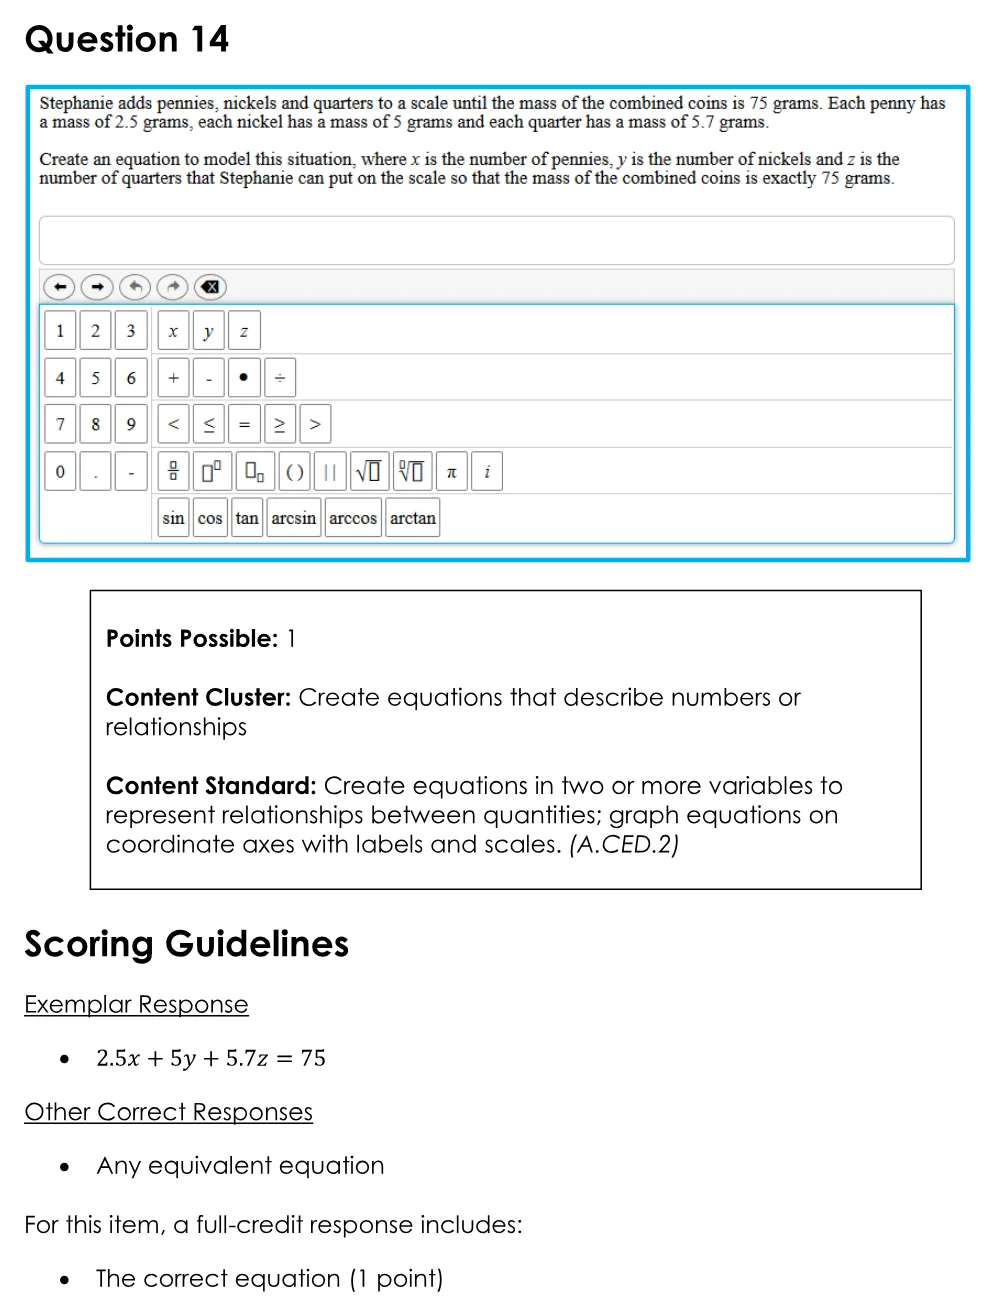 Question 14
Stephanie adds pennies, nickels and quarters to a scale until the mass of the combined coins is 75 grams. Each penny has
a mass of 2.5 grams, each nickel has a mass of 5 grams and each quarter has a mass of 5.7 grams.
Create an equation to model this situation, where x is the number of pennies, y is the number of nickels and z is the
number of quarters that Stephanie can put on the scale so that the mass of the combined coins is exactly 75 grams.
1 2 3 x y z
4 5 6 + - • ÷
7 8 9 < ≤ = ≥ >
0 . - □/□ □^□ □_□ ( ) | | √□ □√□ π i
sin cos tan arcsin arccos arctan
Points Possible: 1
Content Cluster: Create equations that describe numbers or
relationships
Content Standard: Create equations in two or more variables to
represent relationships between quantities; graph equations on
coordinate axes with labels and scales. (A.CED.2)
Scoring Guidelines
Exemplar Response
• 2.5x + 5y + 5.7z = 75
Other Correct Responses
• Any equivalent equation
For this item, a full-credit response includes:
• The correct equation (1 point)